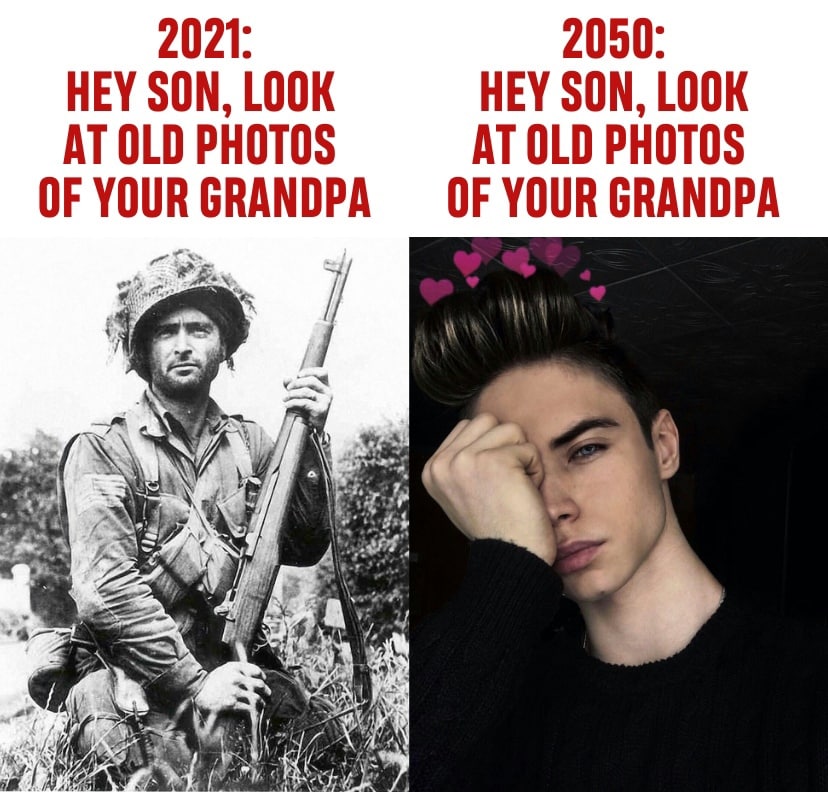 2021:
HEY SON, LOOK
AT OLD PHOTOS
OF YOUR GRANDPA
2050:
HEY SON, LOOK
AT OLD PHOTOS
OF YOUR GRANDPA